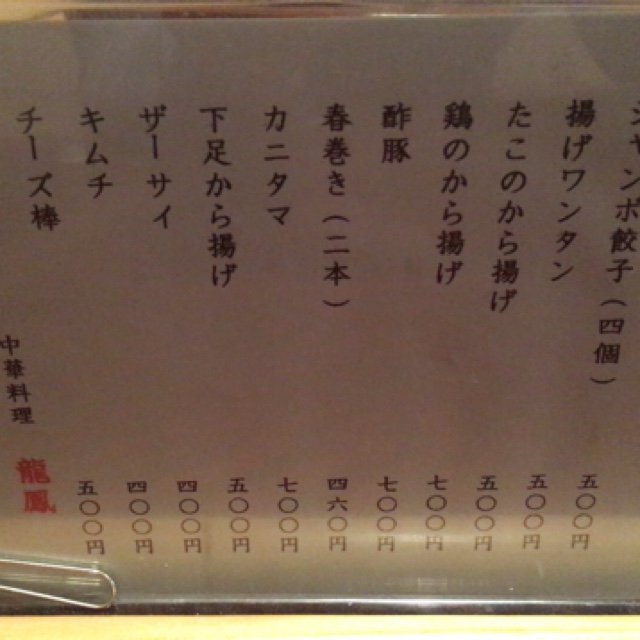 ジャンボ餃子（四個） 五〇〇円
揚げワンタン 五〇〇円
たこのから揚げ 五〇〇円
鶏のから揚げ 七〇〇円
酢豚 七〇〇円
春巻き（二本） 四六〇円
カニタマ 七〇〇円
下足から揚げ 五〇〇円
ザーサイ 四〇〇円
キムチ 四〇〇円
チーズ棒 五〇〇円
中華料理 龍鳳